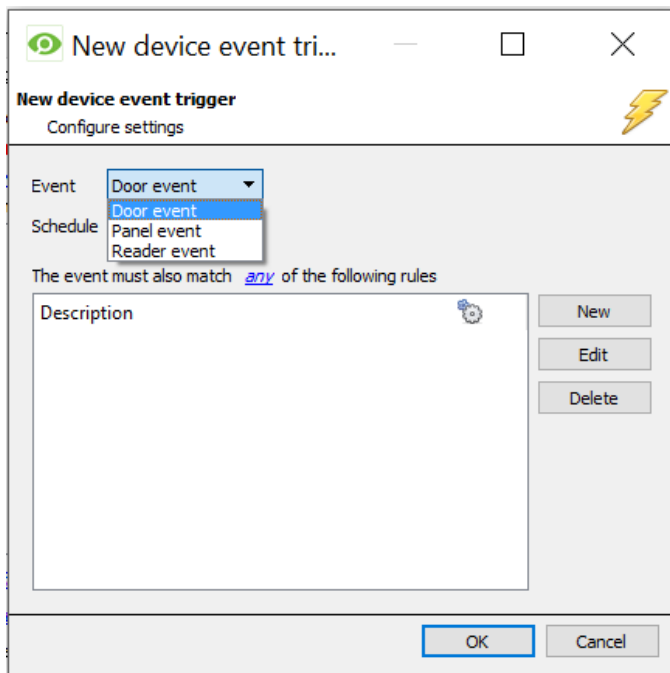 New device event tri...
New device event trigger
Configure settings
Event Door event
Door event
Schedule Panel event
Reader event
The event must also match any of the following rules
Description
New
Edit
Delete
OK Cancel